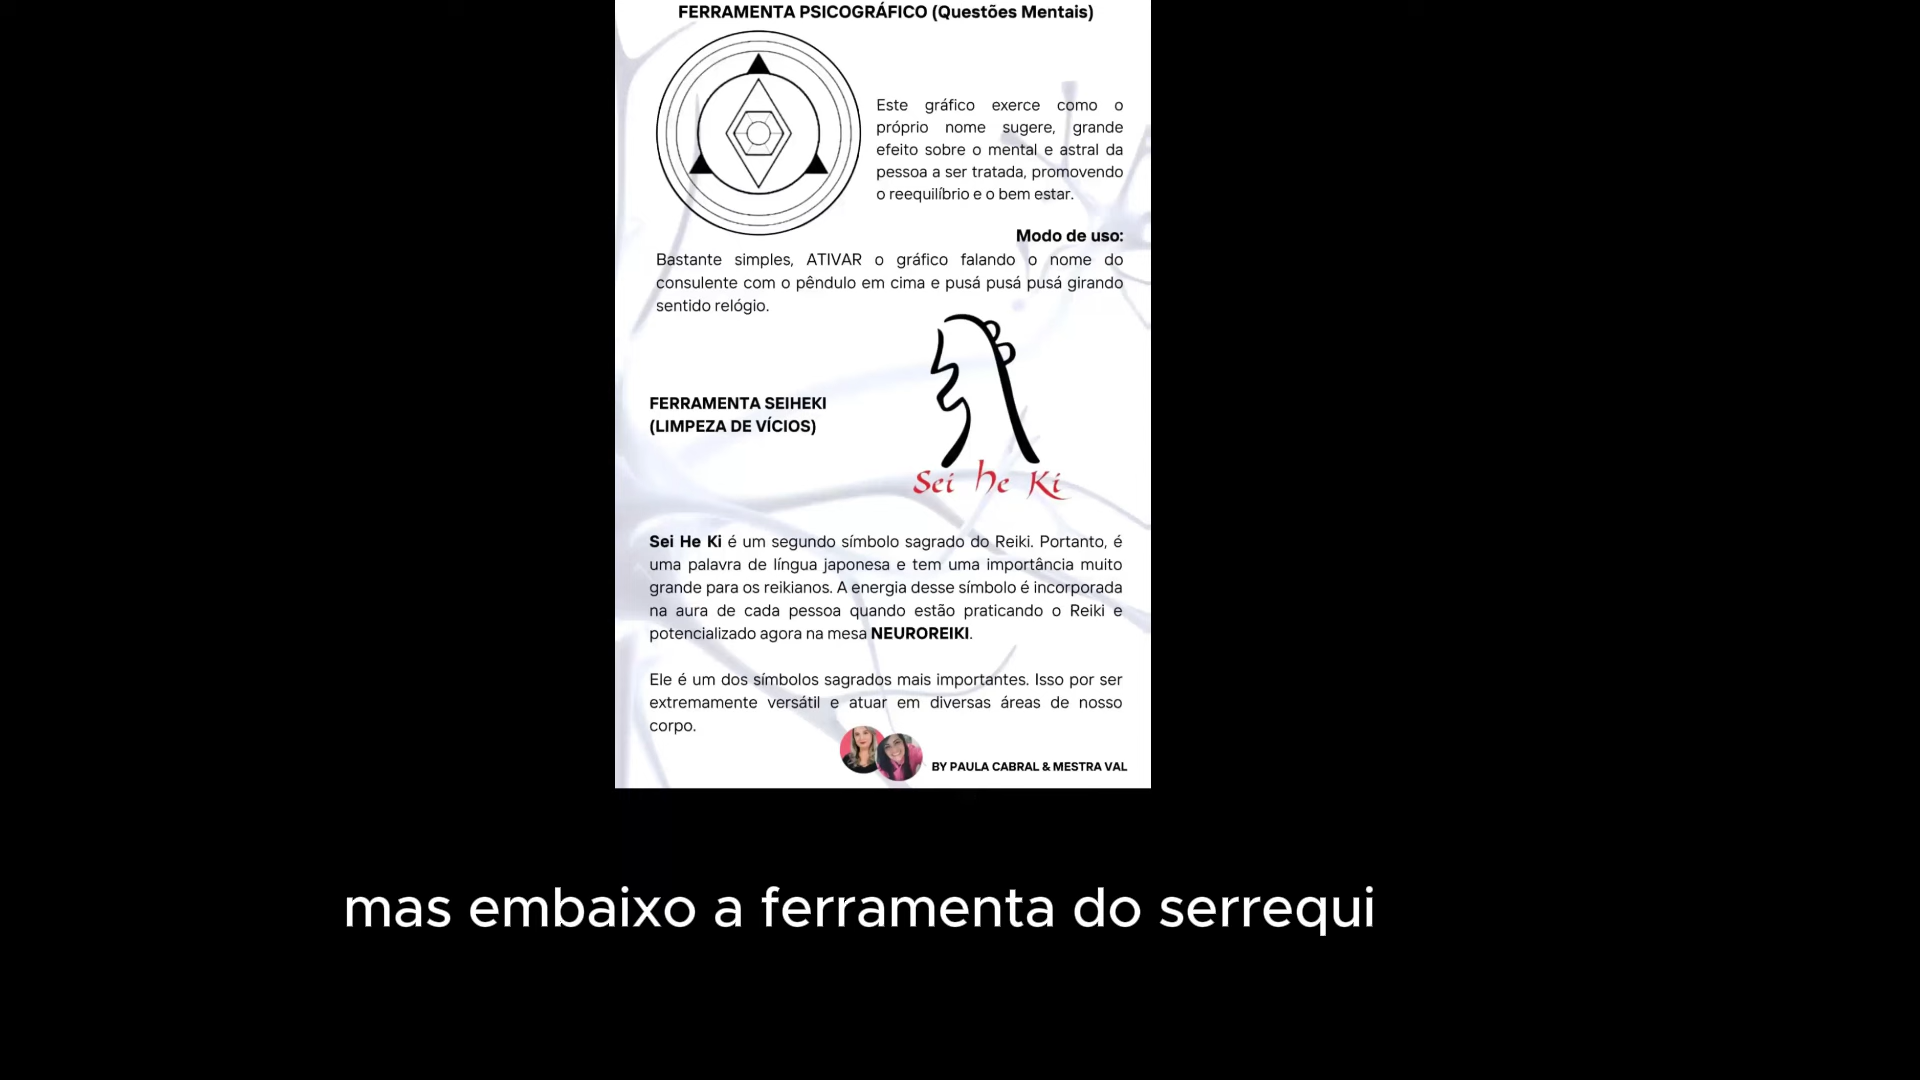 FERRAMENTA PSICOGRÁFICO (Questões Mentais)
Este gráfico exerce como o
próprio nome sugere, grande
efeito sobre o mental e astral da
pessoa a ser tratada, promovendo
o reequilíbrio e o bem estar.
Modo de uso:
Bastante simples, ATIVAR o gráfico falando o nome do
consulente com o pêndulo em cima e pusá pusá pusá girando
sentido relógio.
FERRAMENTA SEIHEKI
(LIMPEZA DE VÍCIOS)
Sei he Ki
Sei He Ki é um segundo símbolo sagrado do Reiki. Portanto, é
uma palavra de língua japonesa e tem uma importância muito
grande para os reikianos. A energia desse símbolo é incorporada
na aura de cada pessoa quando estão praticando o Reiki e
potencializado agora na mesa NEUROREIKI.
Ele é um dos símbolos sagrados mais importantes. Isso por ser
extremamente versátil e atuar em diversas áreas de nosso
corpo.
BY PAULA CABRAL & MESTRA VAL
mas embaixo a ferramenta do serrequi